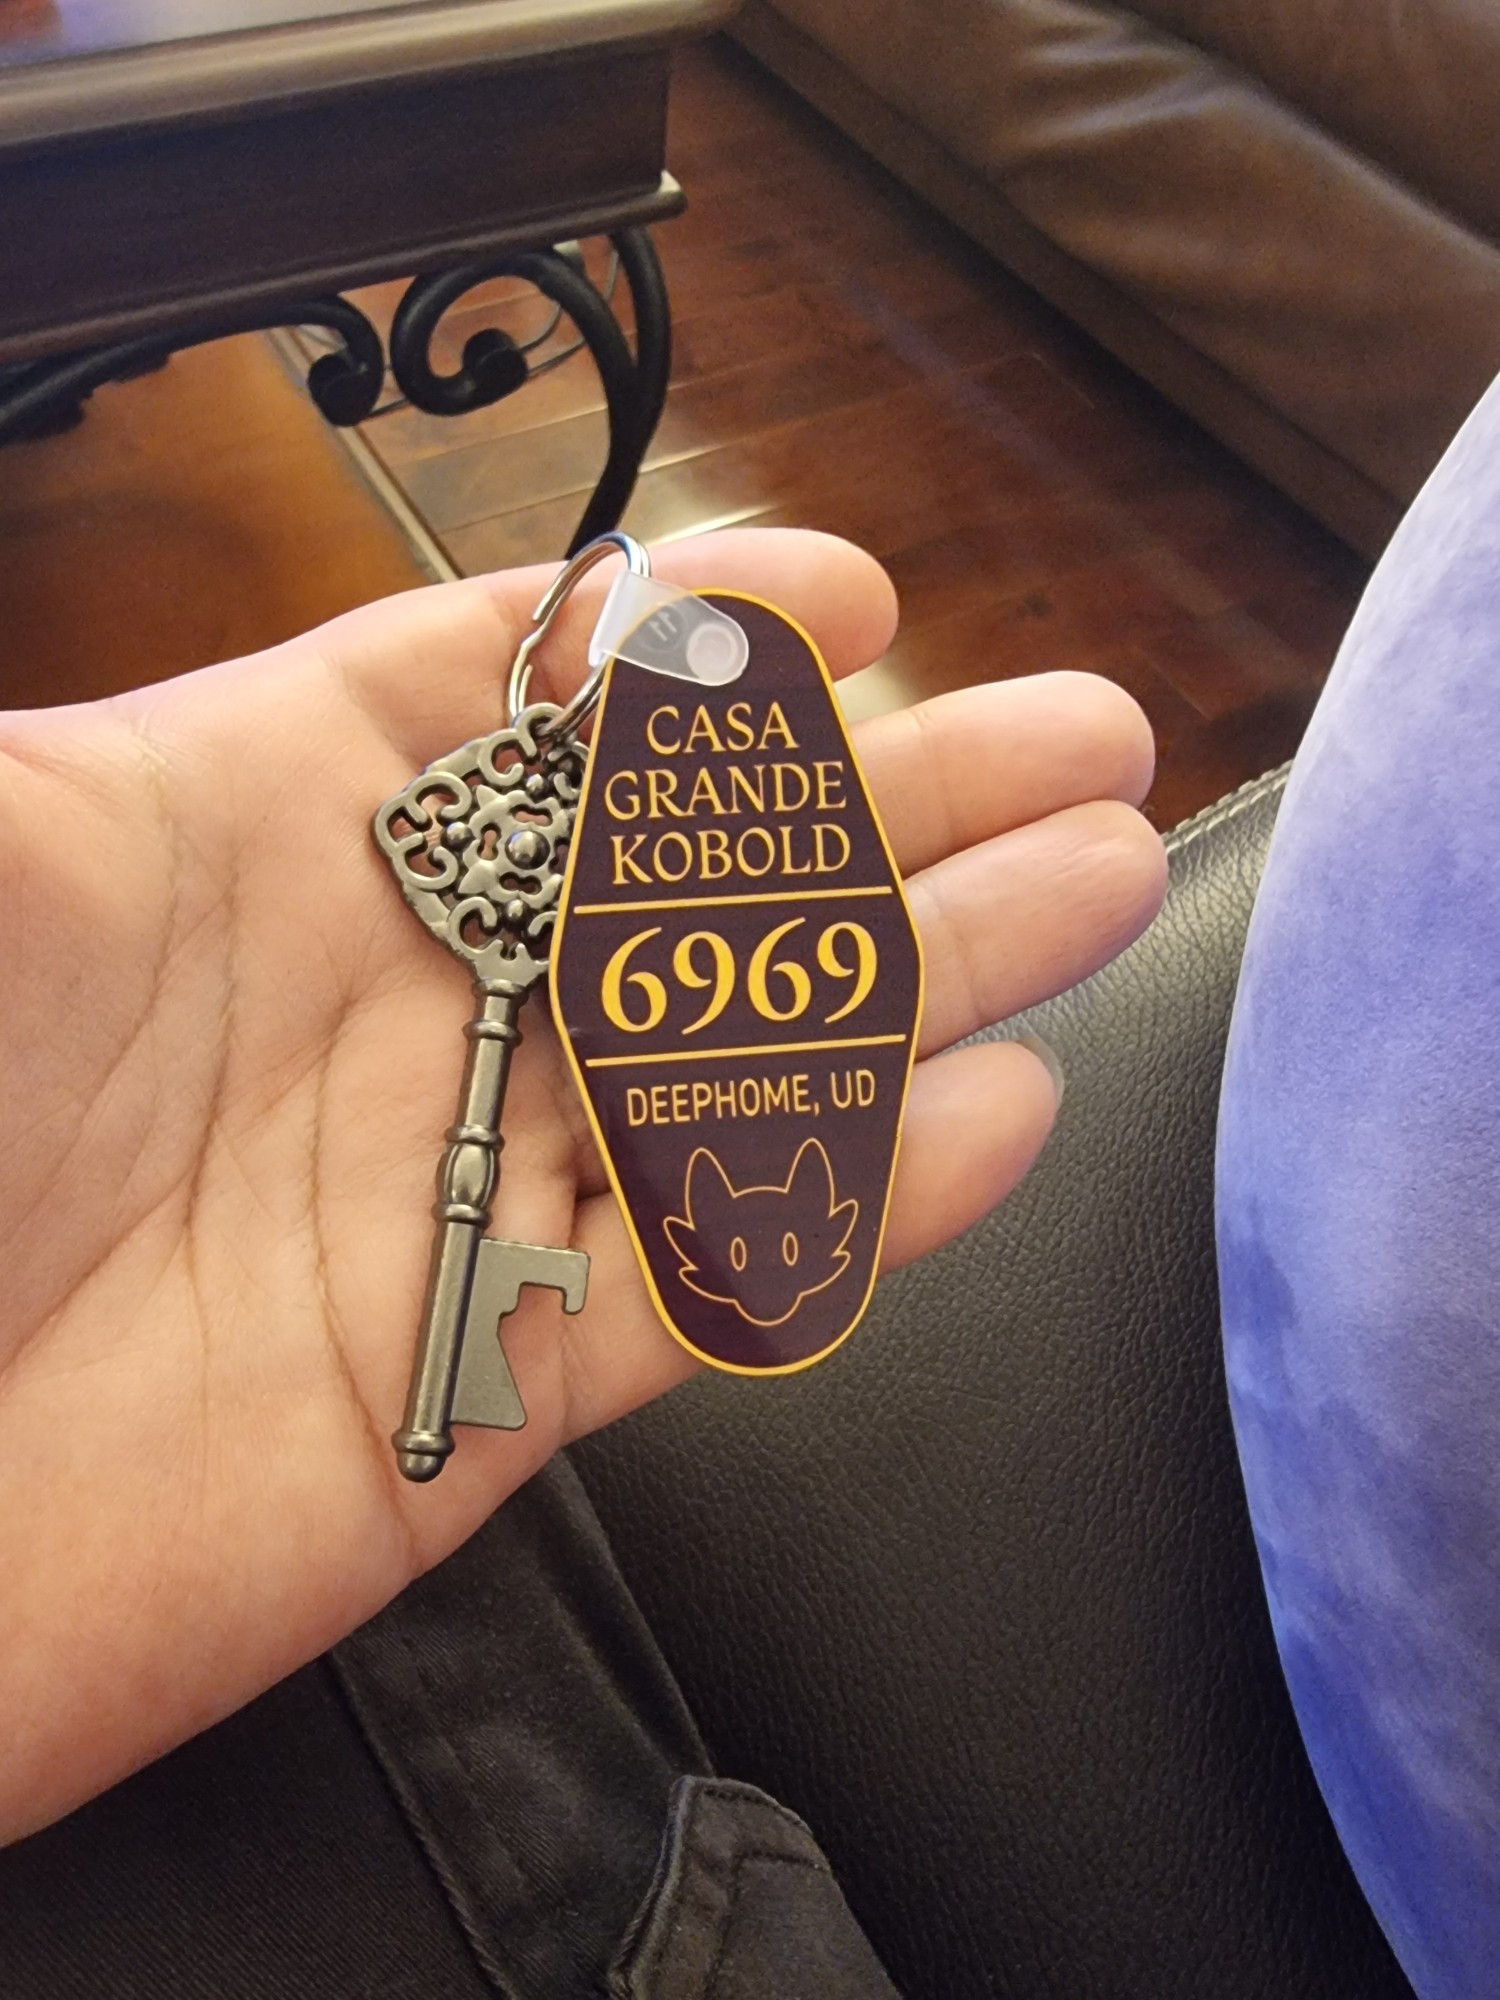 CASA
GRANDE
KOBOLD
6969
DEEPHOME, UD